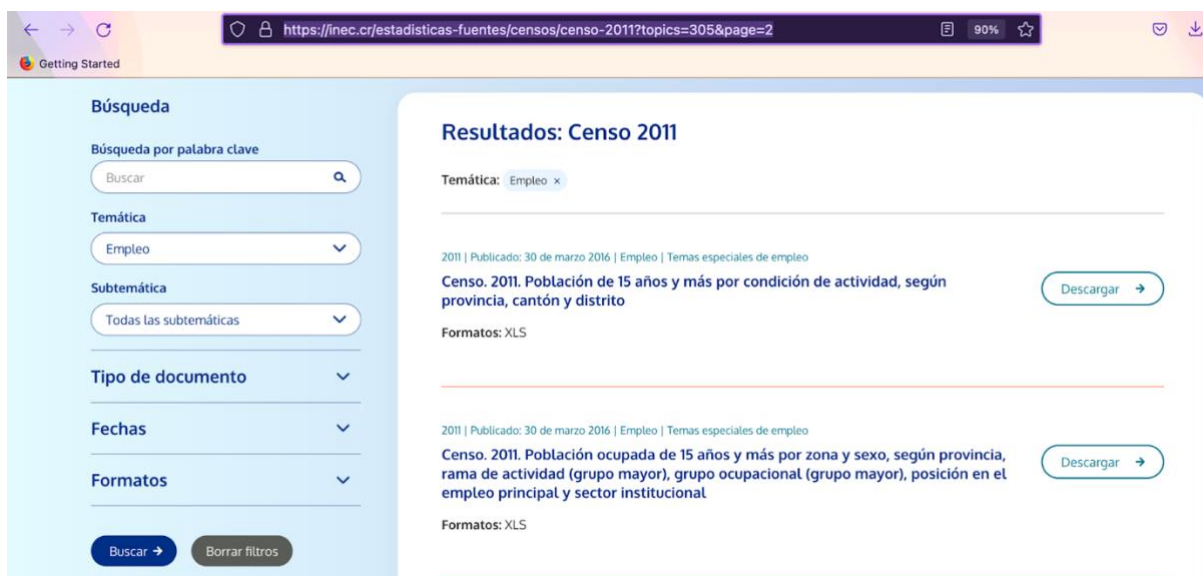 https://inec.cr/estadisticas-fuentes/censos/censo-2011?topics=305&page=2
90%
Getting Started
Búsqueda
Búsqueda por palabra clave
Buscar
Temática
Empleo
Subtemática
Todas las subtemáticas
Tipo de documento
Fechas
Formatos
Buscar
Borrar filtros
Resultados: Censo 2011
Temática: Empleo ×
2011 | Publicado: 30 de marzo 2016 | Empleo | Temas especiales de empleo
Censo. 2011. Población de 15 años y más por condición de actividad, según
provincia, cantón y distrito
Formatos: XLS
Descargar
2011 | Publicado: 30 de marzo 2016 | Empleo | Temas especiales de empleo
Censo. 2011. Población ocupada de 15 años y más por zona y sexo, según provincia,
rama de actividad (grupo mayor), grupo ocupacional (grupo mayor), posición en el
empleo principal y sector institucional
Formatos: XLS
Descargar